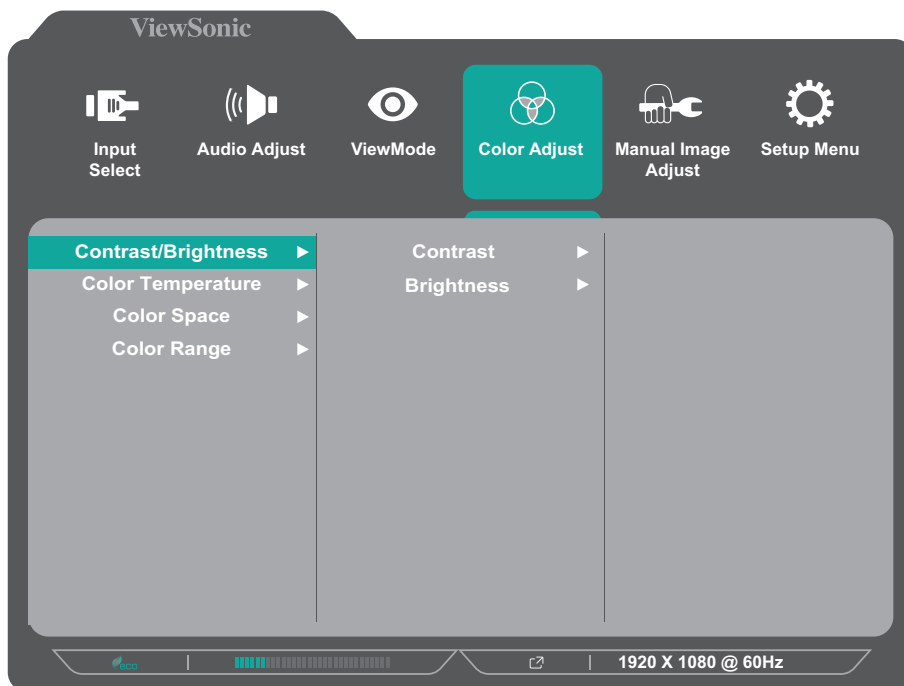 ViewSonic
Input
Select
Audio Adjust
ViewMode
Color Adjust
Manual Image
Adjust
Setup Menu
Contrast/Brightness
Color Temperature
Color Space
Color Range
Contrast
Brightness
eco
1920 X 1080 @ 60Hz